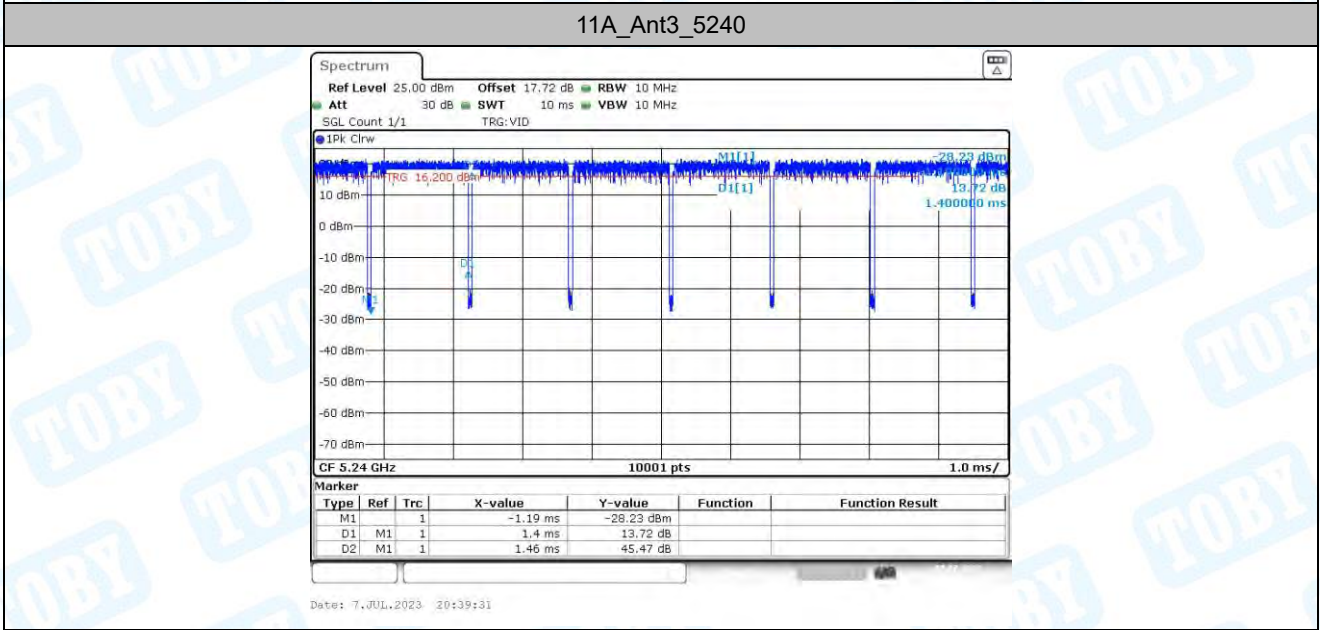 11A_Ant3_5240
Spectrum
Ref Level 25.00 dBm Offset 17.72 dB RBW 10 MHz
Att 30 dB SWT 10 ms VBW 10 MHz
SGL Count 1/1 TRG:VID
1Pk Clrw
M1[1] -28.23 dBm
TRG 16.200 dBm
D1[1] 13.72 dB
10 dBm 1.400000 ms
0 dBm
-10 dBm
-20 dBm
M1
-30 dBm
-40 dBm
-50 dBm
-60 dBm
-70 dBm
CF 5.24 GHz 10001 pts 1.0 ms/
Marker
Type Ref Trc X-value Y-value Function Function Result
M1 1 -1.19 ms -28.23 dBm
D1 M1 1 1.4 ms 13.72 dB
D2 M1 1 1.46 ms 45.47 dB
Date: 7.JUL.2023 20:39:31